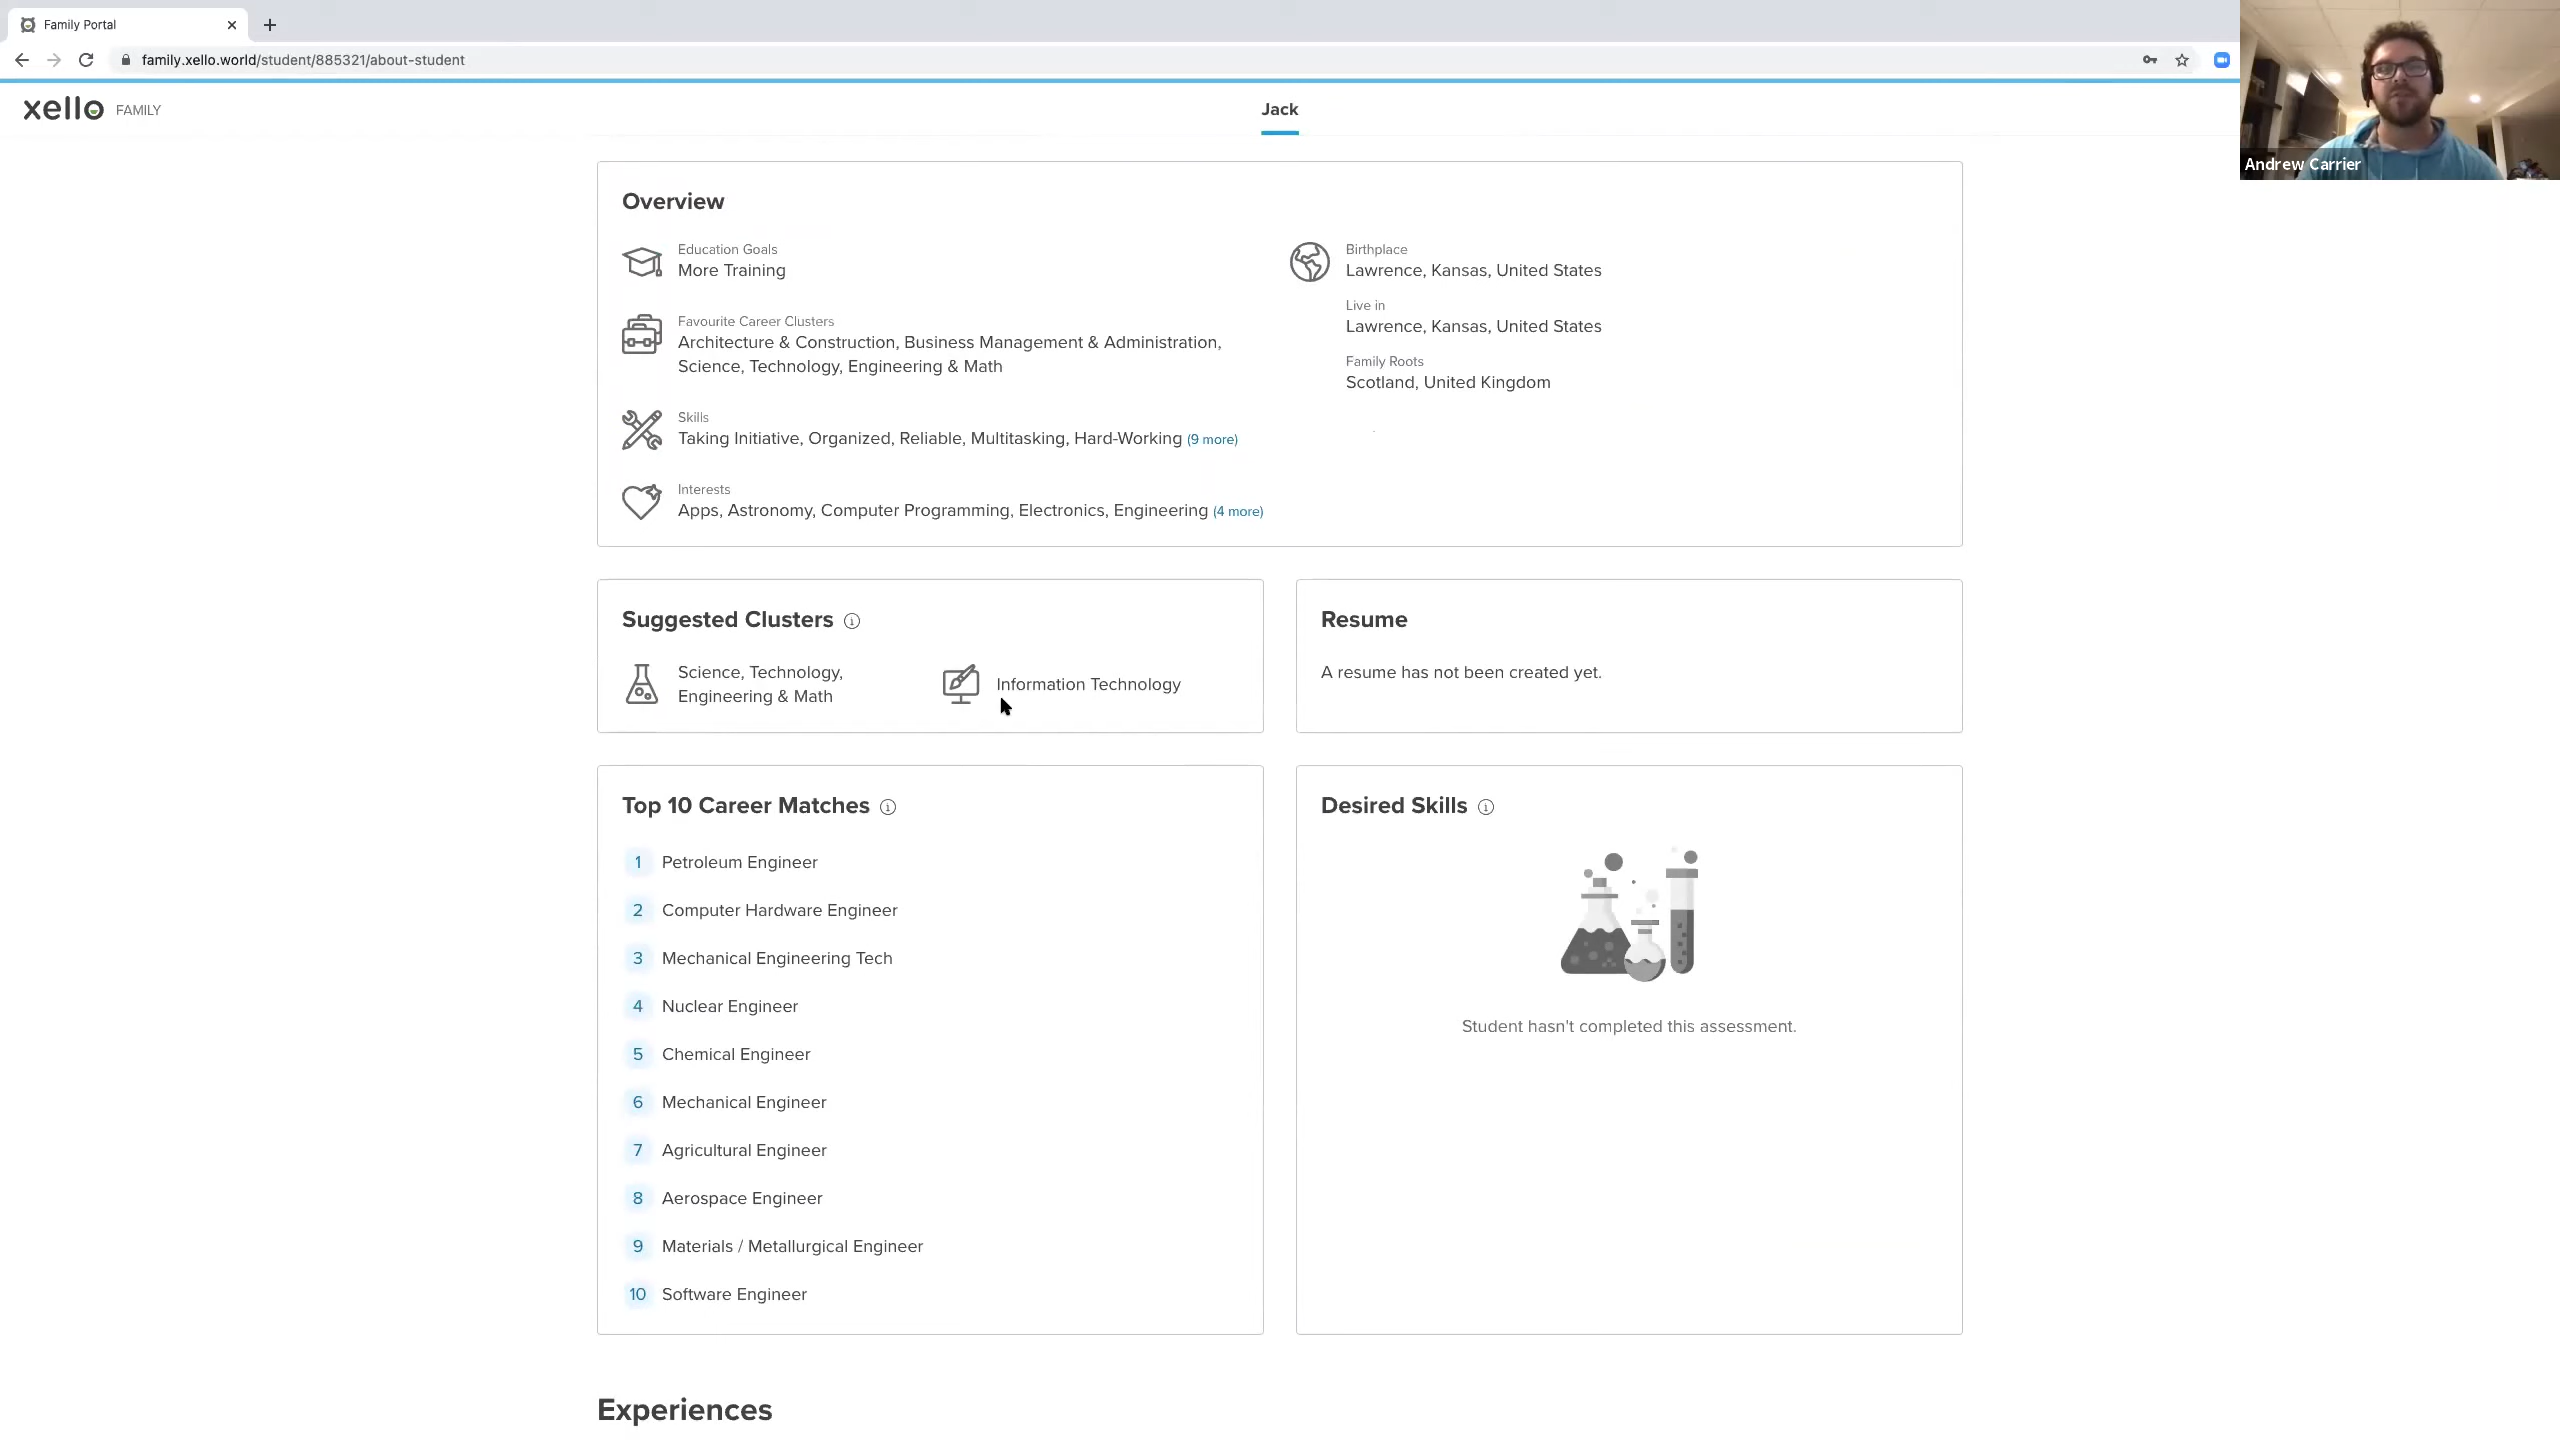 Family Portal
family.xello.world/student/885321/about-student
xello FAMILY
Jack
Andrew Carrier
Overview
Education Goals
More Training
Favourite Career Clusters
Architecture & Construction, Business Management & Administration,
Science, Technology, Engineering & Math
Skills
Taking Initiative, Organized, Reliable, Multitasking, Hard-Working (9 more)
Interests
Apps, Astronomy, Computer Programming, Electronics, Engineering (4 more)
Birthplace
Lawrence, Kansas, United States
Live in
Lawrence, Kansas, United States
Family Roots
Scotland, United Kingdom
Suggested Clusters
Science, Technology,
Engineering & Math
Information Technology
Resume
A resume has not been created yet.
Top 10 Career Matches
1 Petroleum Engineer
2 Computer Hardware Engineer
3 Mechanical Engineering Tech
4 Nuclear Engineer
5 Chemical Engineer
6 Mechanical Engineer
7 Agricultural Engineer
8 Aerospace Engineer
9 Materials / Metallurgical Engineer
10 Software Engineer
Desired Skills
Student hasn't completed this assessment.
Experiences